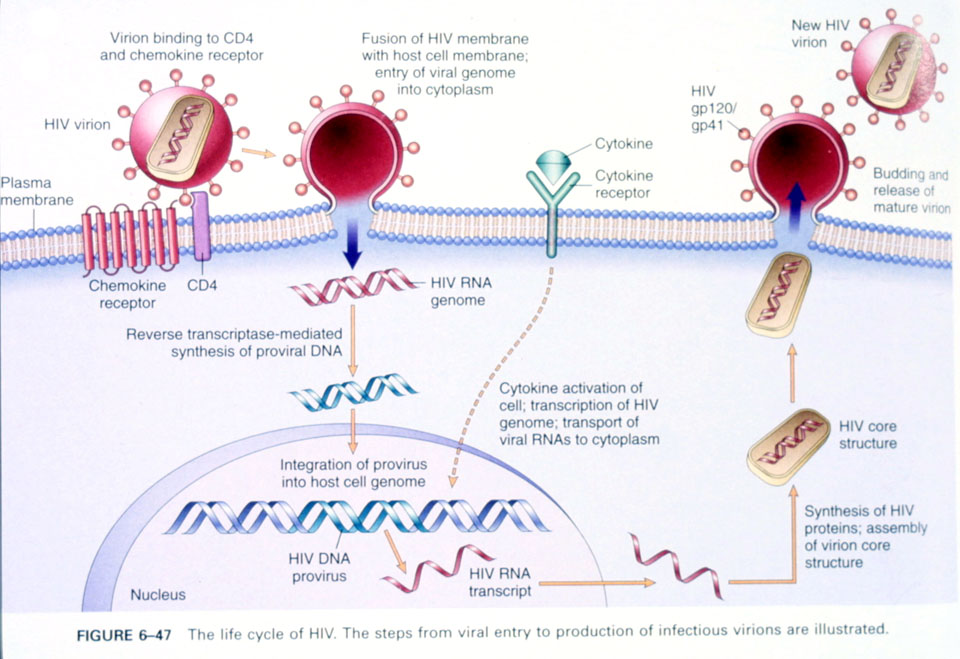 Virion binding to CD4
and chemokine receptor
Fusion of HIV membrane
with host cell membrane;
entry of viral genome
into cytoplasm
New HIV
virion
HIV virion
HIV
gp120/
gp41
Cytokine
Cytokine
receptor
Plasma
membrane
Budding and
release of
mature virion
Chemokine
receptor
CD4
HIV RNA
genome
Reverse transcriptase-mediated
synthesis of proviral DNA
Cytokine activation of
cell; transcription of HIV
genome; transport of
viral RNAs to cytoplasm
HIV core
structure
Integration of provirus
into host cell genome
Synthesis of HIV
proteins; assembly
of virion core
structure
HIV DNA
provirus
HIV RNA
transcript
Nucleus
FIGURE 6–47 The life cycle of HIV. The steps from viral entry to production of infectious virions are illustrated.